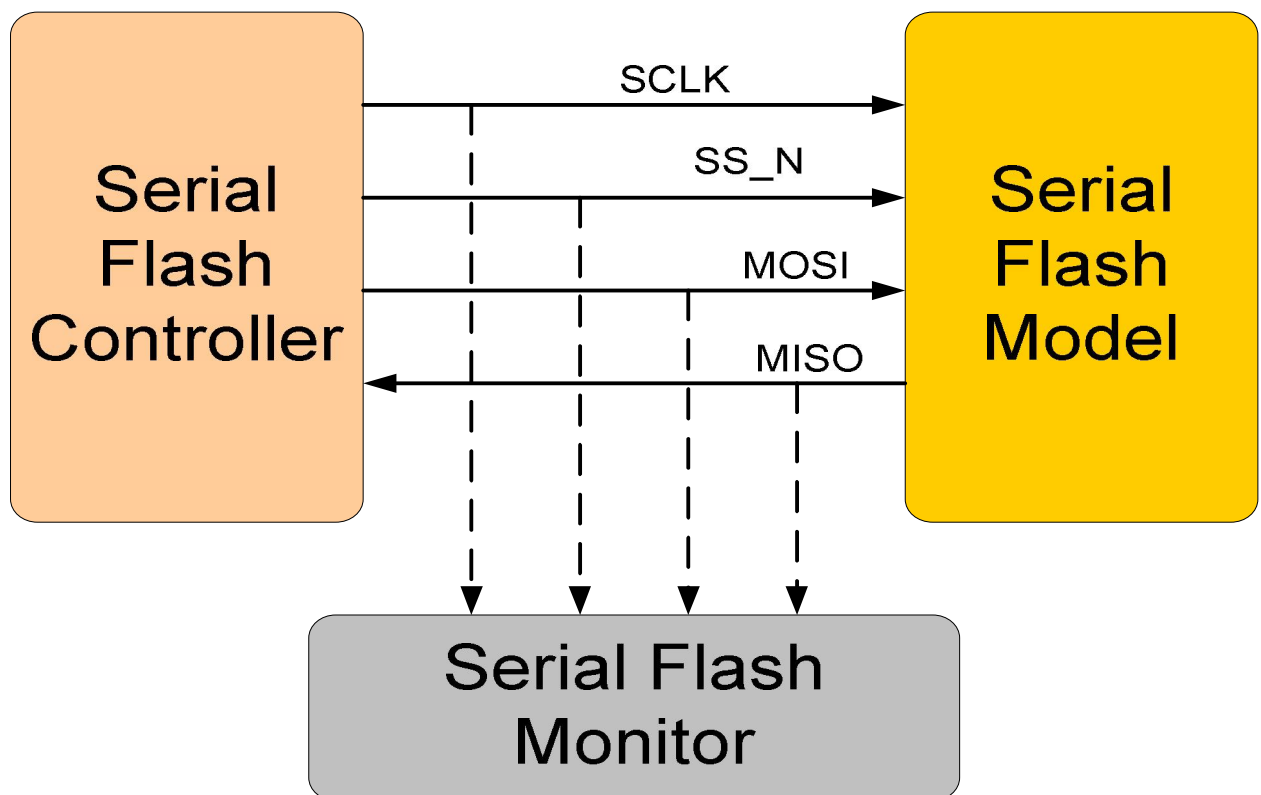 Serial
Flash
Controller
SCLK
SS_N
MOSI
MISO
Serial
Flash
Model
Serial Flash
Monitor